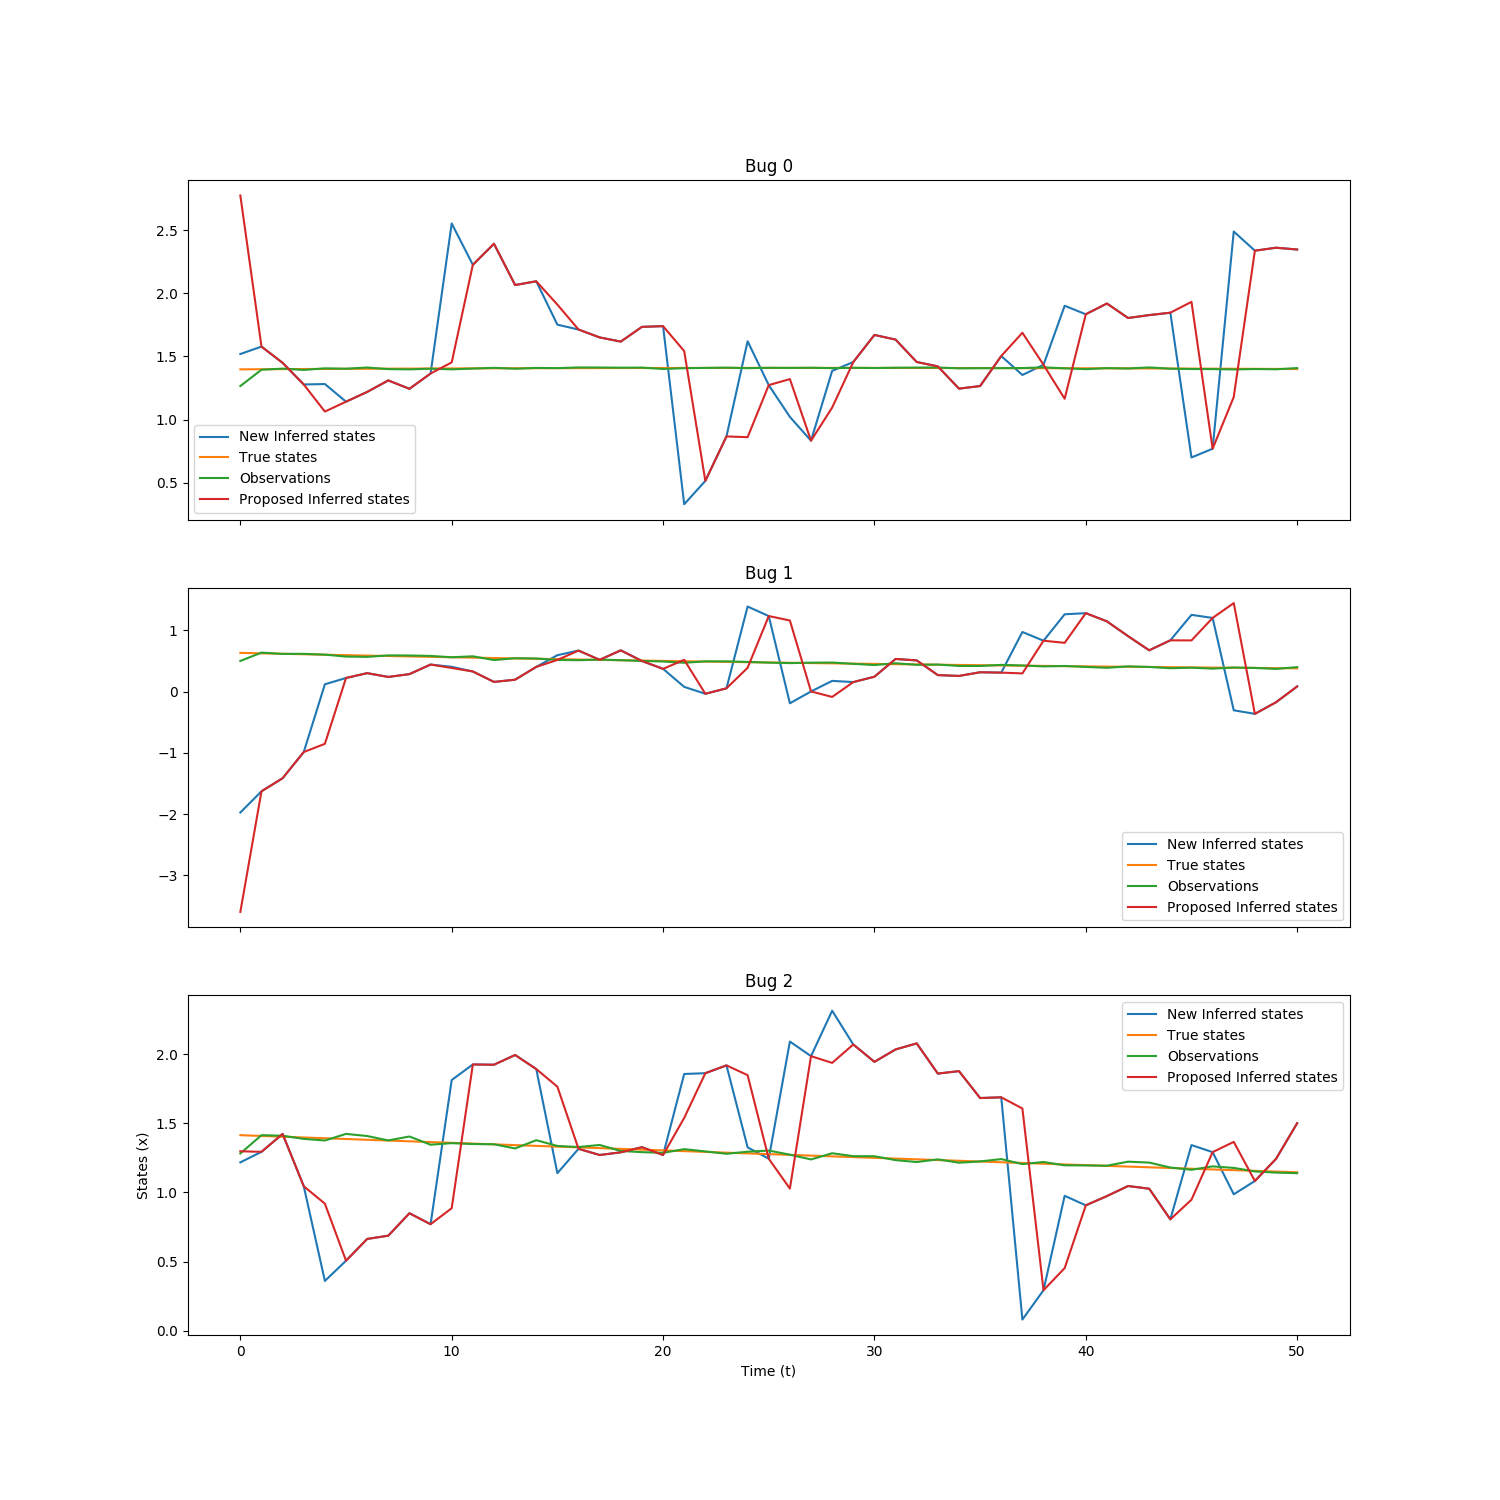 Bug 0
2.5
2.0
1.5
1.0
0.5
New Inferred states
True states
Observations
Proposed Inferred states
Bug 1
1
0
−1
−2
−3
New Inferred states
True states
Observations
Proposed Inferred states
Bug 2
2.0
1.5
1.0
0.5
0.0
States (x)
New Inferred states
True states
Observations
Proposed Inferred states
0 10 20 30 40 50
Time (t)